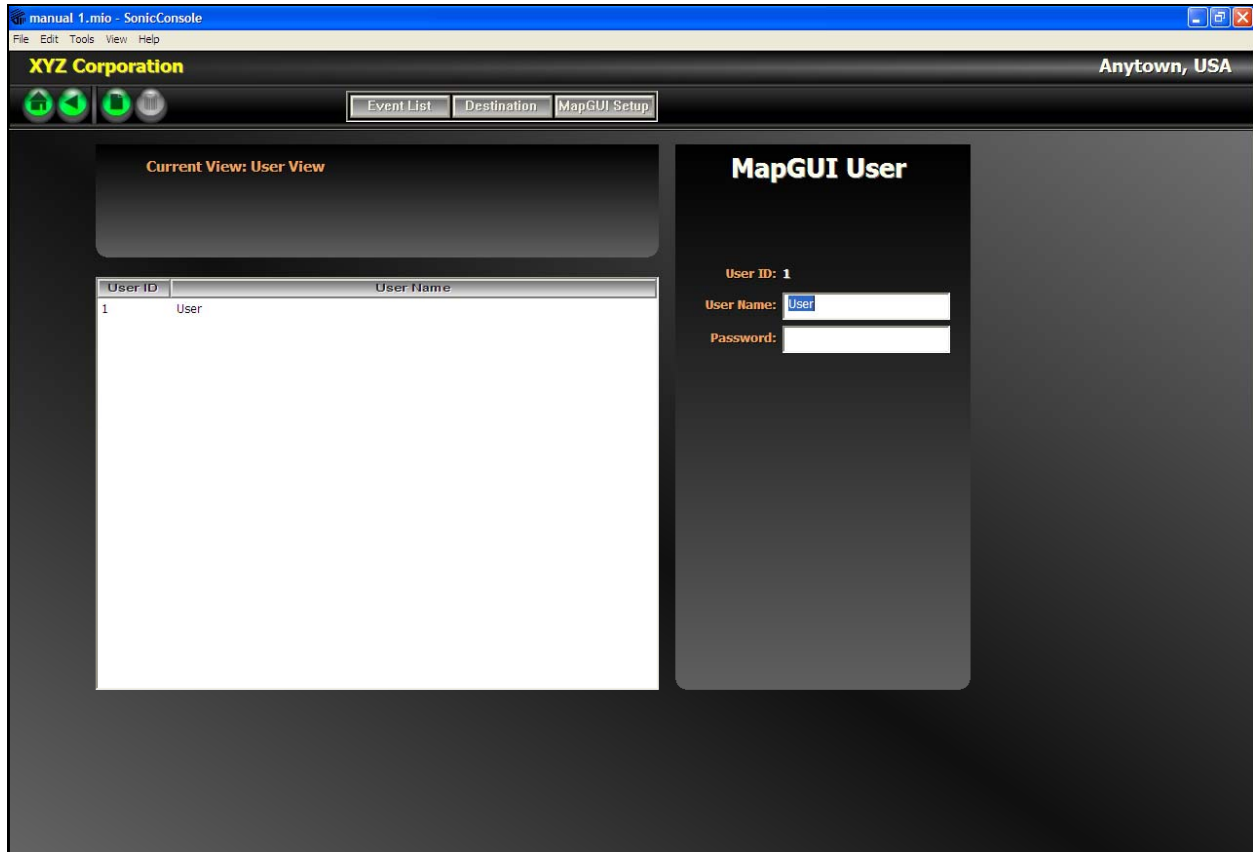 manual 1.mio - SonicConsole
File Edit Tools View Help
XYZ Corporation Anytown, USA
Event List Destination MapGUI Setup
Current View: User View
MapGUI User
User ID: 1
User Name: User
Password:
User ID User Name
1 User